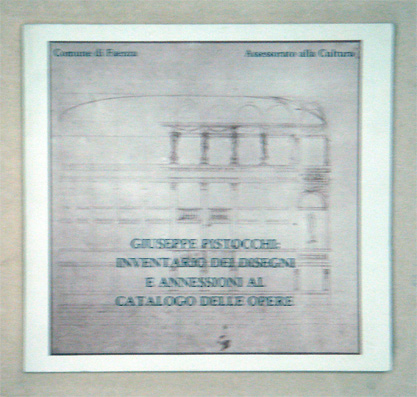 Comune di Faenza
Assessorato alla Cultura
GIUSEPPE PISTOCCHI:
INVENTARIO DEI DISEGNI
E ANNESSIONI AL
CATALOGO DELLE OPERE